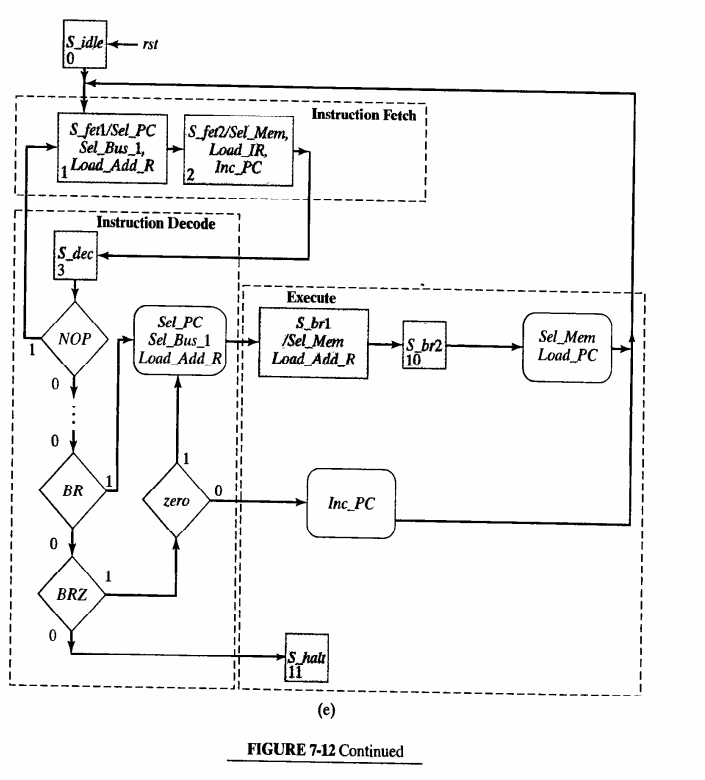 S_idle
0
rst
Instruction Fetch
S_fet1/Sel_PC
Sel_Bus_1,
Load_Add_R
1
S_fet2/Sel_Mem,
Load_IR,
Inc_PC
2
Instruction Decode
S_dec
3
NOP
1
0
0
Sel_PC
Sel_Bus_1
Load_Add_R
Execute
S_br1
/Sel_Mem
Load_Add_R
S_br2
10
Sel_Mem
Load_PC
BR
1
0
zero
1
0
Inc_PC
BRZ
1
0
S_halt
11
(e)
FIGURE 7-12 Continued